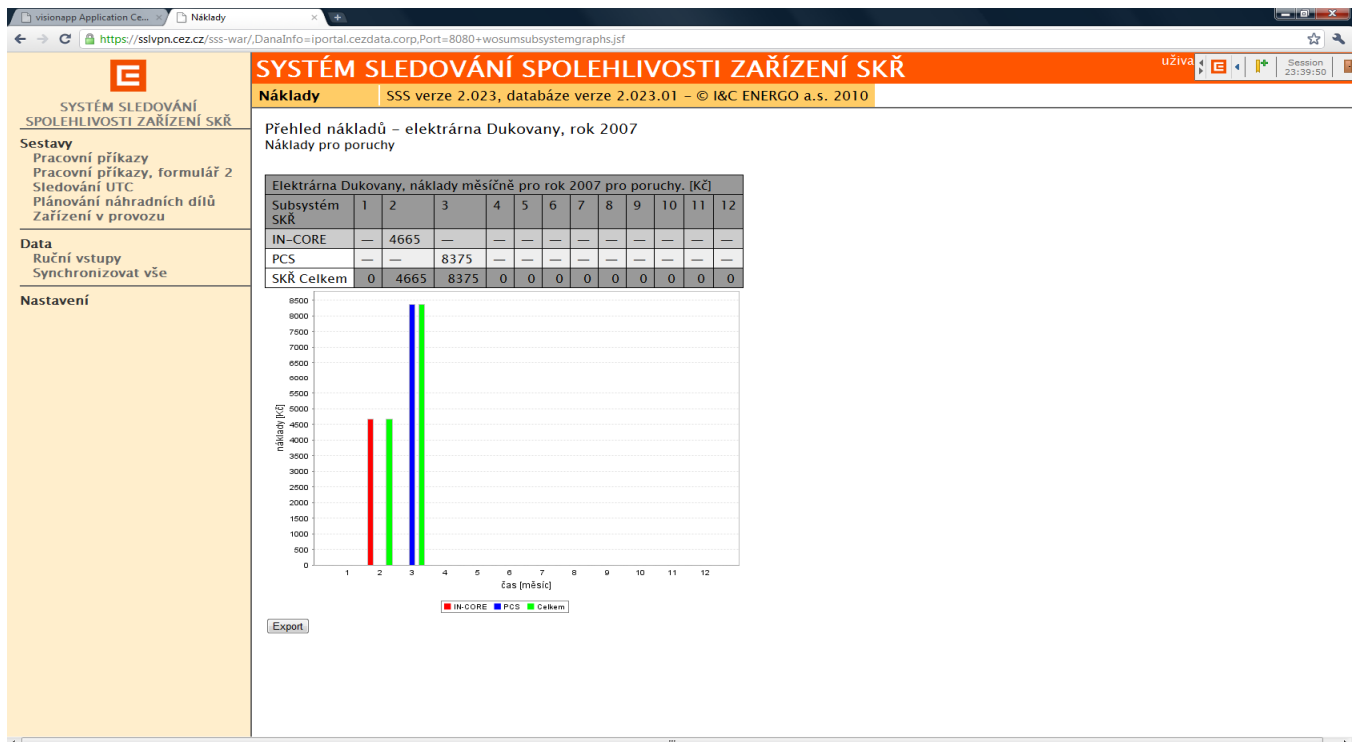 visionapp Application Ce...
Náklady
https://sslvpn.cez.cz/sss-war/,DanaInfo=iportal.cezdata.corp,Port=8080+wosumsubsystemgraphs.jsf
SYSTÉM SLEDOVÁNÍ
SPOLEHLIVOSTI ZAŘÍZENÍ SKŘ
Sestavy
Pracovní příkazy
Pracovní příkazy, formulář 2
Sledování UTC
Plánování náhradních dílů
Zařízení v provozu
Data
Ruční vstupy
Synchronizovat vše
Nastavení
SYSTÉM SLEDOVÁNÍ SPOLEHLIVOSTI ZAŘÍZENÍ SKŘ
uživa
Session
23:39:50
Náklady SSS verze 2.023, databáze verze 2.023.01 – © I&C ENERGO a.s. 2010
Přehled nákladů – elektrárna Dukovany, rok 2007
Náklady pro poruchy
Elektrárna Dukovany, náklady měsíčně pro rok 2007 pro poruchy. [Kč]
Subsystém SKŘ 1 2 3 4 5 6 7 8 9 10 11 12
IN-CORE — 4665 — — — — — — — — — —
PCS — — 8375 — — — — — — — — —
SKŘ Celkem 0 4665 8375 0 0 0 0 0 0 0 0 0
8500
8000
7500
7000
6500
6000
5500
5000
4500
4000
3500
3000
2500
2000
1500
1000
500
0
náklady [Kč]
1 2 3 4 5 6 7 8 9 10 11 12
čas [měsíc]
IN-CORE PCS Celkem
Export